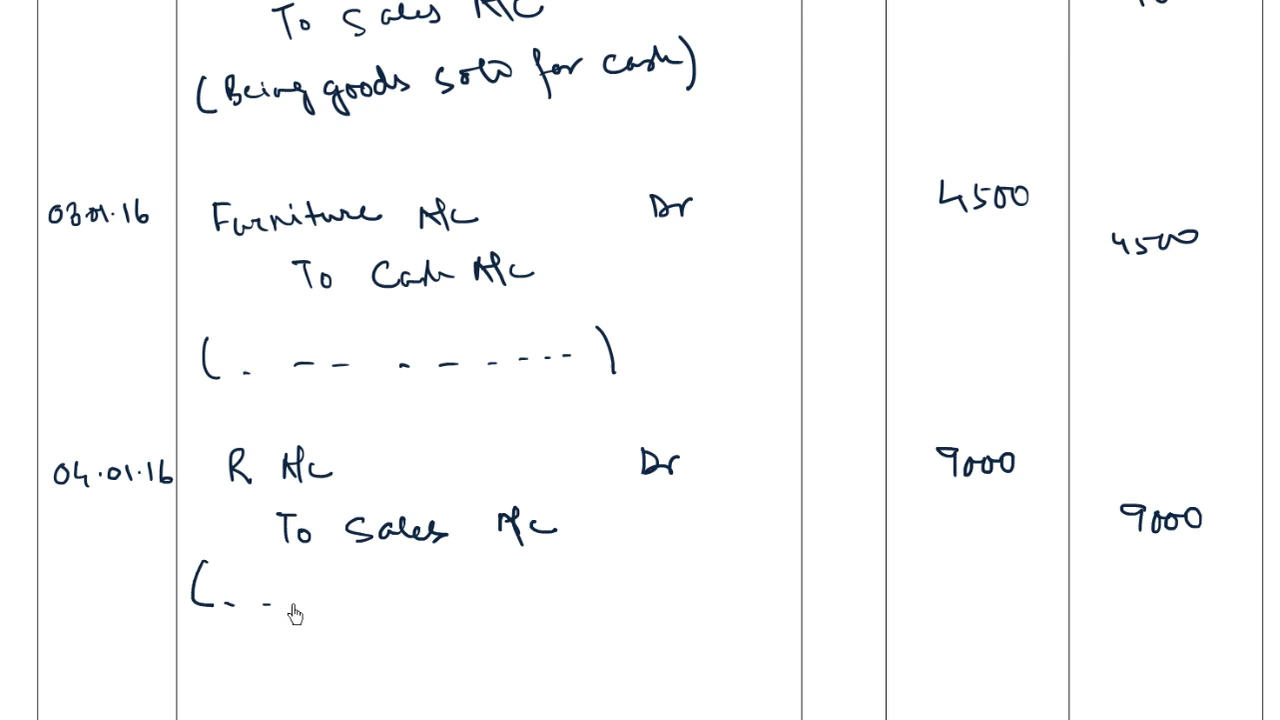 To Sales A/C
(Being goods sold for cash)
03.01.16 Furniture A/C Dr 4500
To Cash A/C 4500
(. -- . - - ---)
04.01.16 R A/C Dr 9000
To Sales A/C 9000
(. --